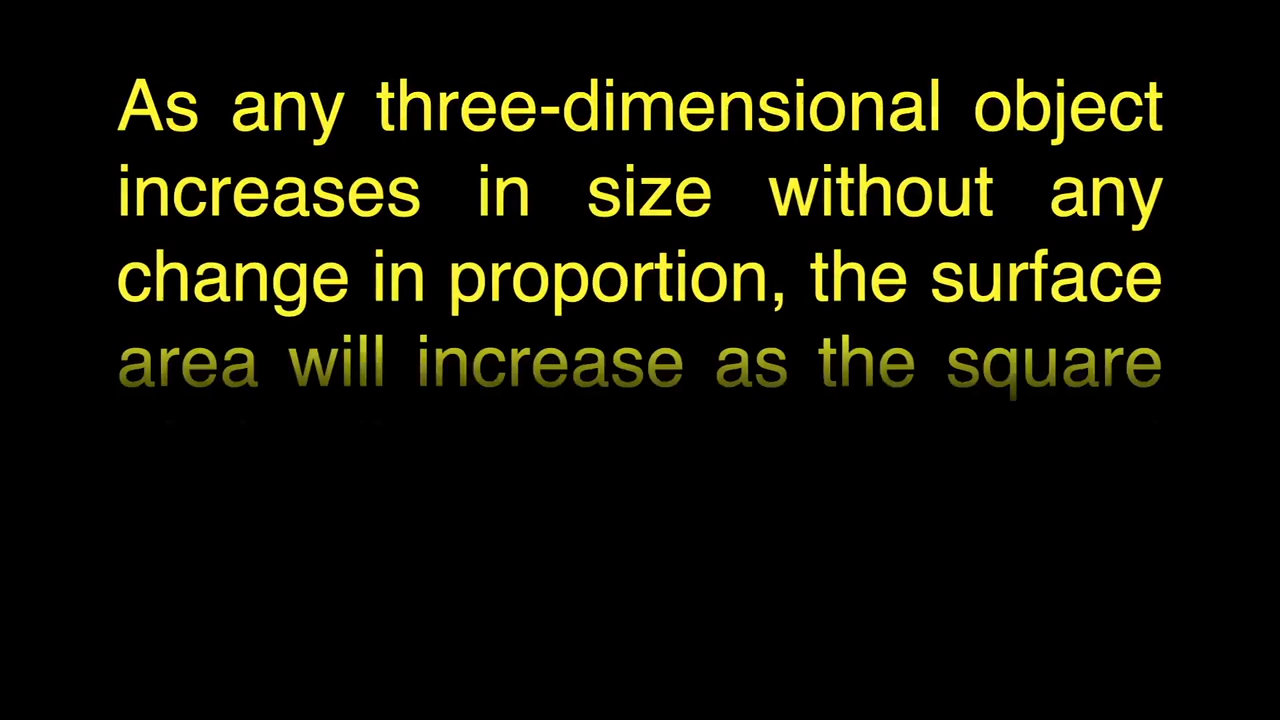 As any three-dimensional object
increases in size without any
change in proportion, the surface
area will increase as the square